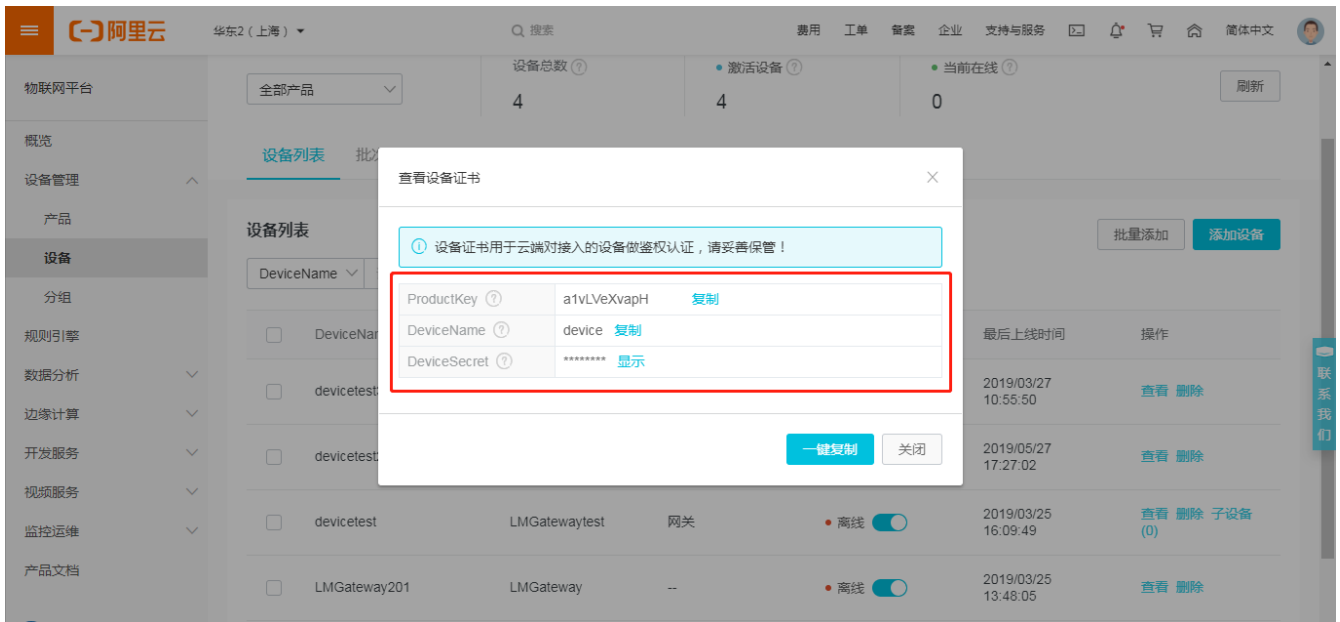 阿里云 华东2（上海） 搜索 费用 工单 备案 企业 支持与服务 简体中文
物联网平台
概览
设备管理
产品
设备
分组
规则引擎
数据分析
边缘计算
开发服务
视频服务
监控运维
产品文档
全部产品
设备总数
4
激活设备
4
当前在线
0
刷新
设备列表 批次
设备列表
批量添加 添加设备
DeviceName
查看设备证书
设备证书用于云端对接入的设备做鉴权认证，请妥善保管！
ProductKey a1vLVeXvapH 复制
DeviceName device 复制
DeviceSecret ******** 显示
一键复制 关闭
DeviceNar 最后上线时间 操作
devicetest 2019/03/27
10:55:50 查看 删除
devicetest 2019/05/27
17:27:02 查看 删除
devicetest LMGatewaytest 网关 离线 2019/03/25
16:09:49 查看 删除 子设备
(0)
LMGateway201 LMGateway -- 离线 2019/03/25
13:48:05 查看 删除
联系我们